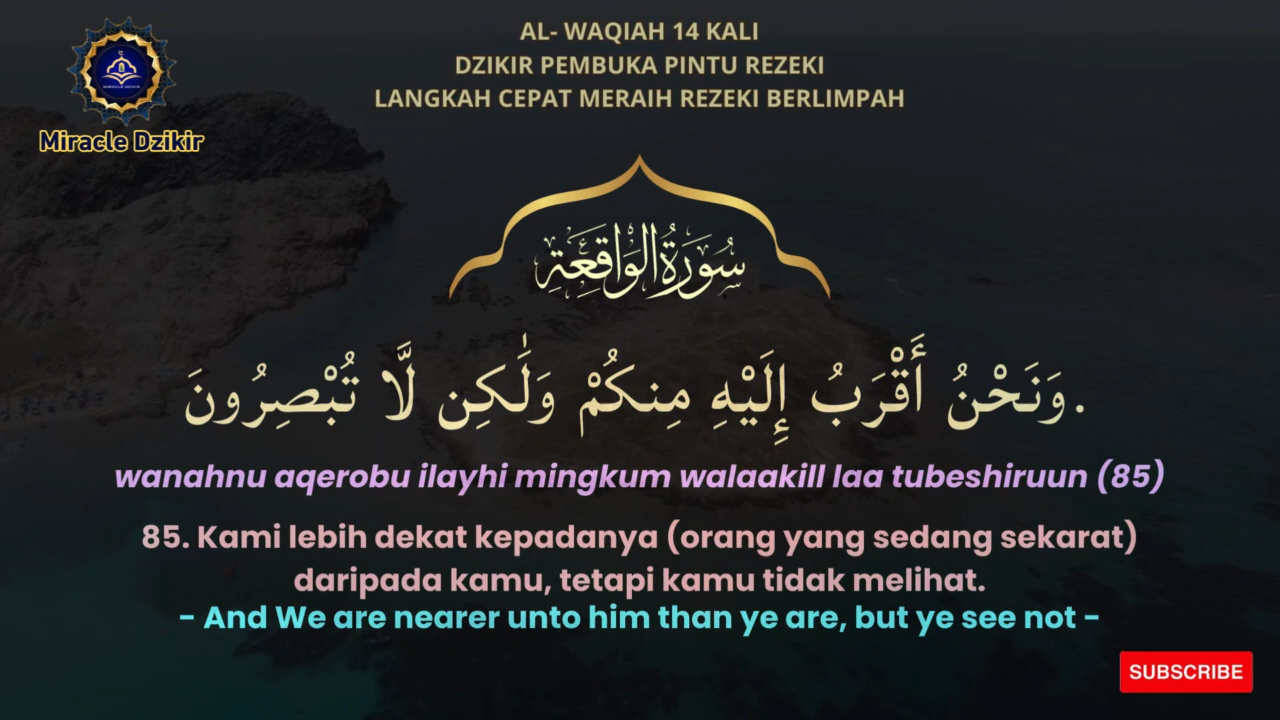 AL- WAQIAH 14 KALI
DZIKIR PEMBUKA PINTU REZEKI
LANGKAH CEPAT MERAIH REZEKI BERLIMPAH
Miracle Dzikir
سُورَةُ الْوَاقِعَةِ
وَنَحْنُ أَقْرَبُ إِلَيْهِ مِنكُمْ وَلَٰكِن لَّا تُبْصِرُونَ.
wanahnu aqerobu ilayhi mingkum walaakill laa tubeshiruun (85)
85. Kami lebih dekat kepadanya (orang yang sedang sekarat)
daripada kamu, tetapi kamu tidak melihat.
- And We are nearer unto him than ye are, but ye see not -
SUBSCRIBE